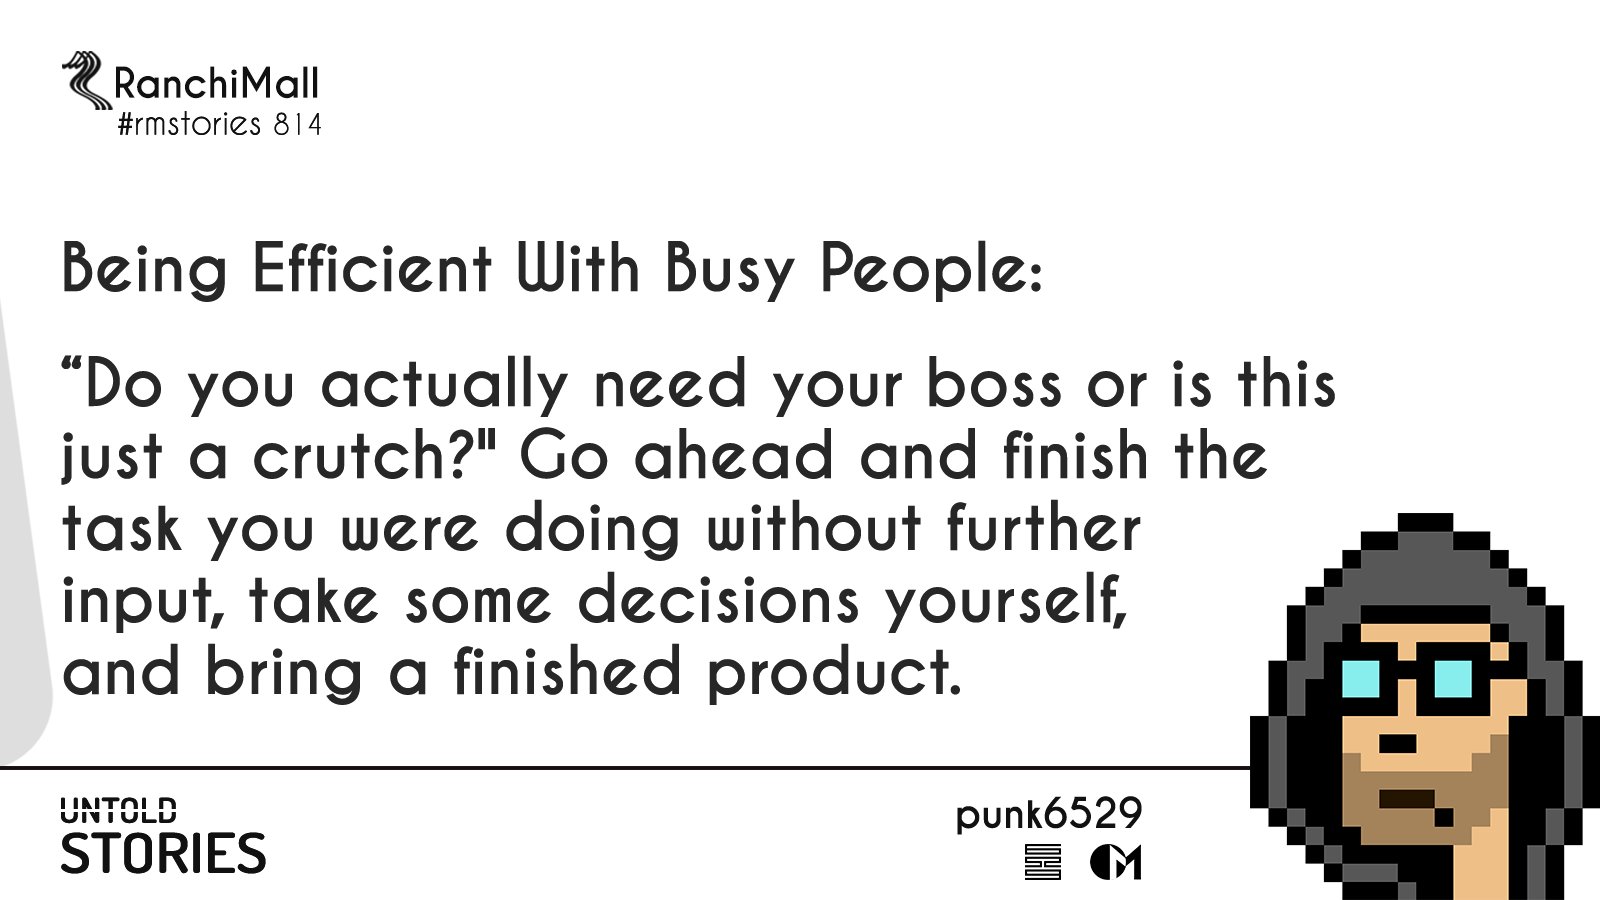 RanchiMall
#rmstories 814
Being Efficient With Busy People:
“Do you actually need your boss or is this
just a crutch?" Go ahead and finish the
task you were doing without further
input, take some decisions yourself,
and bring a finished product.
UNTOLD
STORIES
punk6529
OM